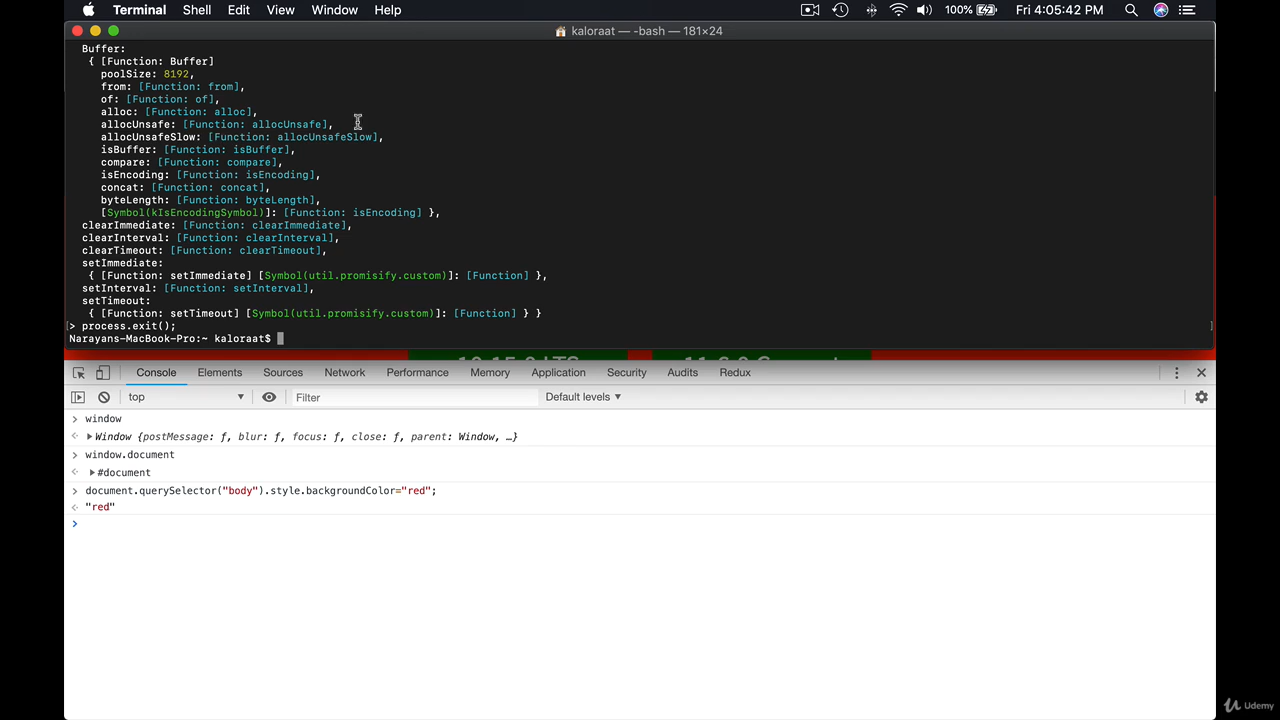 Terminal Shell Edit View Window Help 100% Fri 4:05:42 PM
kaloraat — -bash — 181×24
Buffer:
{ [Function: Buffer]
poolSize: 8192,
from: [Function: from],
of: [Function: of],
alloc: [Function: alloc],
allocUnsafe: [Function: allocUnsafe],
allocUnsafeSlow: [Function: allocUnsafeSlow],
isBuffer: [Function: isBuffer],
compare: [Function: compare],
isEncoding: [Function: isEncoding],
concat: [Function: concat],
byteLength: [Function: byteLength],
[Symbol(kIsEncodingSymbol)]: [Function: isEncoding] },
clearImmediate: [Function: clearImmediate],
clearInterval: [Function: clearInterval],
clearTimeout: [Function: clearTimeout],
setImmediate:
{ [Function: setImmediate] [Symbol(util.promisify.custom)]: [Function] },
setInterval: [Function: setInterval],
setTimeout:
{ [Function: setTimeout] [Symbol(util.promisify.custom)]: [Function] } }
[> process.exit(); ]
Narayans-MacBook-Pro:~ kaloraat$
Console Elements Sources Network Performance Memory Application Security Audits Redux
top Filter Default levels
> window
Window {postMessage: ƒ, blur: ƒ, focus: ƒ, close: ƒ, parent: Window, …}
> window.document
#document
> document.querySelector("body").style.backgroundColor="red";
"red"
>
Udemy